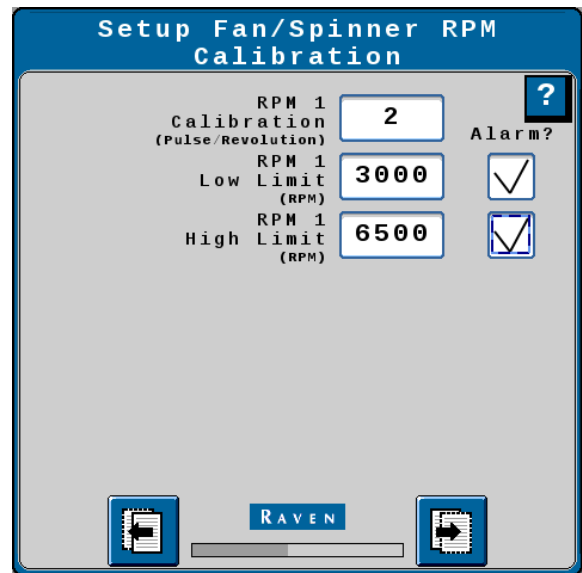 Setup Fan/Spinner RPM
Calibration
?
RPM 1
Calibration
(Pulse/Revolution)
2
Alarm?
RPM 1
Low Limit
(RPM)
3000
RPM 1
High Limit
(RPM)
6500
RAVEN